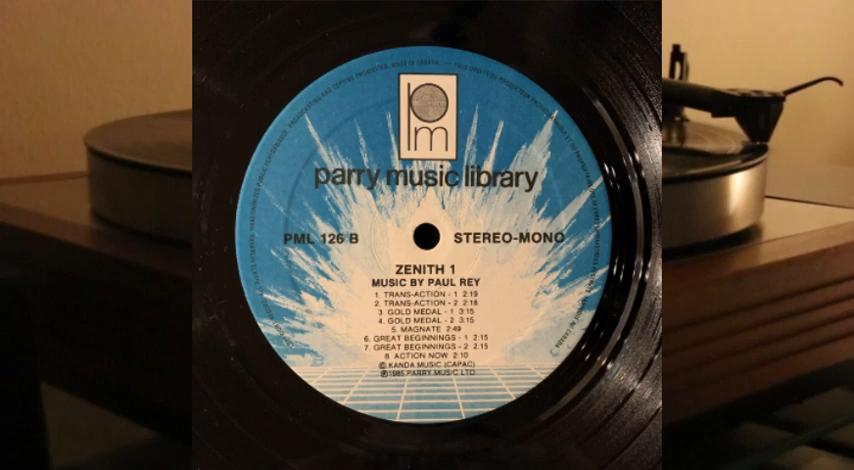 pm
parry music library
PML 126 B
STEREO-MONO
ZENITH 1
MUSIC BY PAUL REY
1. TRANS-ACTION - 1 2:19
2. TRANS-ACTION - 2 2:18
3. GOLD MEDAL - 1 3:15
4. GOLD MEDAL - 2 3:15
5. MAGNATE 2:49
6. GREAT BEGINNINGS - 1 2:15
7. GREAT BEGINNINGS - 2 2:15
8. ACTION NOW 2:10
© KANDA MUSIC (CAPAC)
℗ 1985 PARRY MUSIC LTD